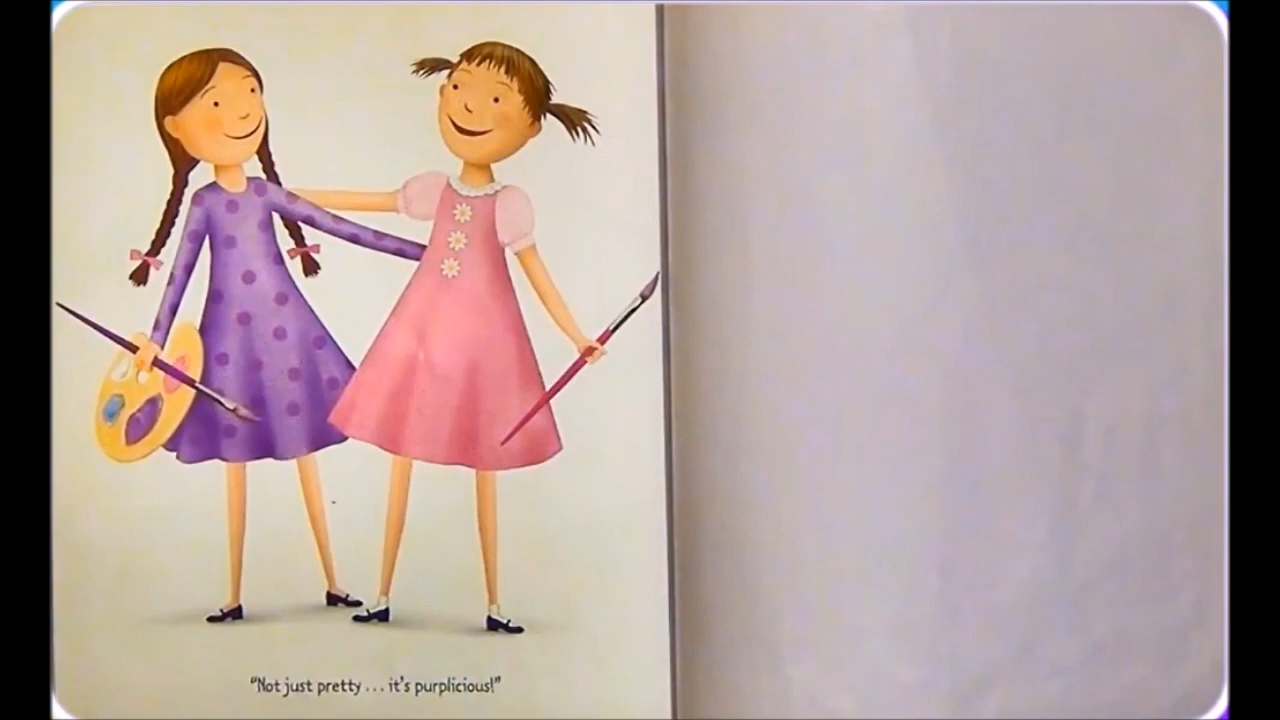 “Not just pretty . . . it’s purplicious!”